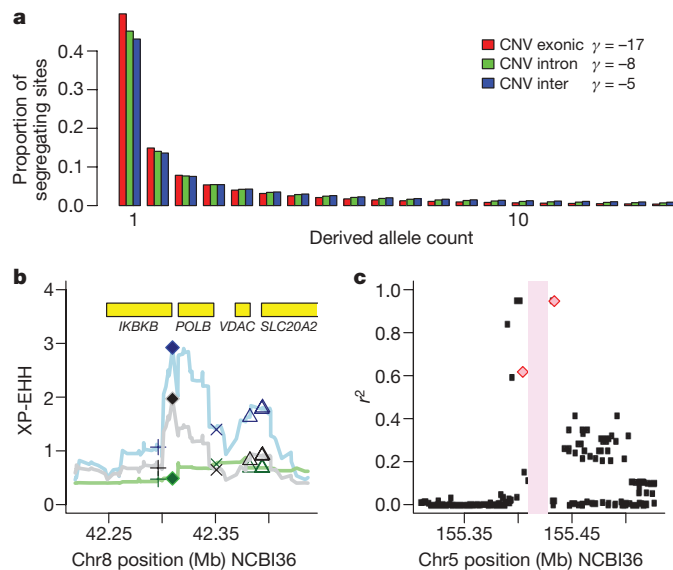 a
Proportion of
segregating sites
0.4
0.3
0.2
0.1
0.0
1
10
Derived allele count
CNV exonic γ = –17
CNV intron γ = –8
CNV inter γ = –5
b
XP-EHH
4
3
2
1
0
IKBKB POLB VDAC SLC20A2
42.25 42.35
Chr8 position (Mb) NCBI36
c
r²
1.0
0.8
0.6
0.4
0.2
0.0
155.35 155.45
Chr5 position (Mb) NCBI36